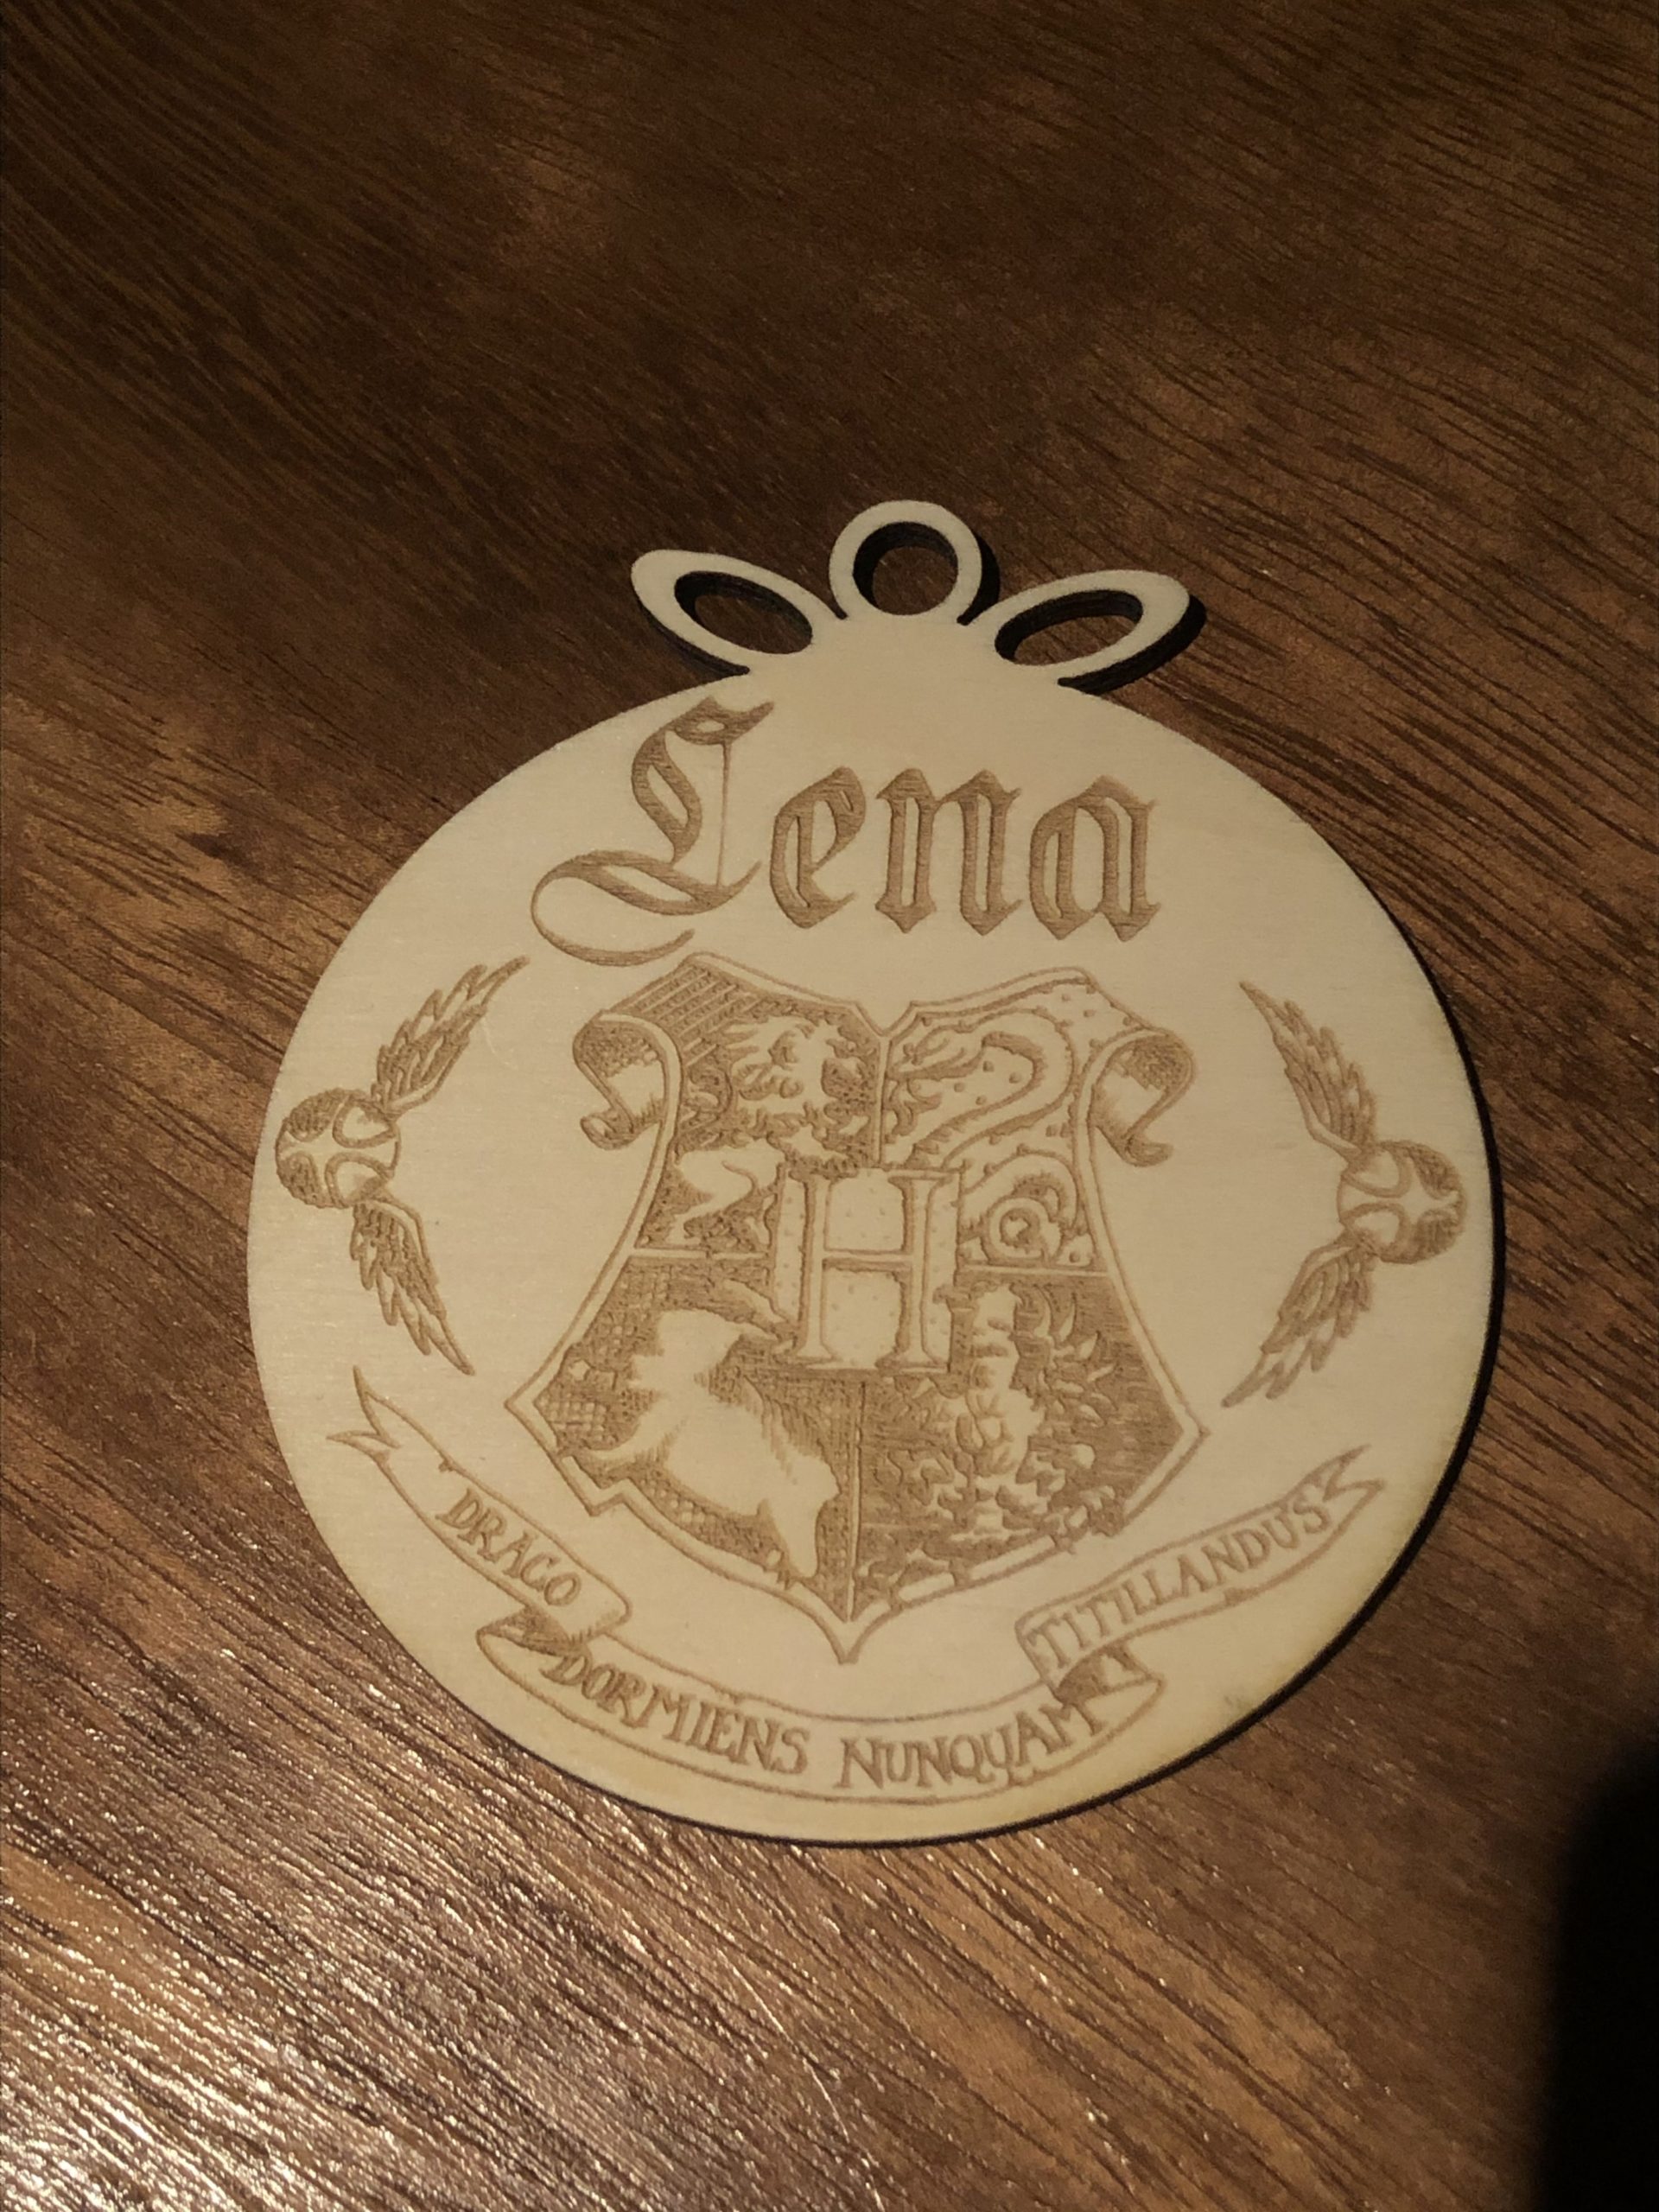 Lena
H
DRACO
DORMIENS NUNQUAM
TITILLANDUS